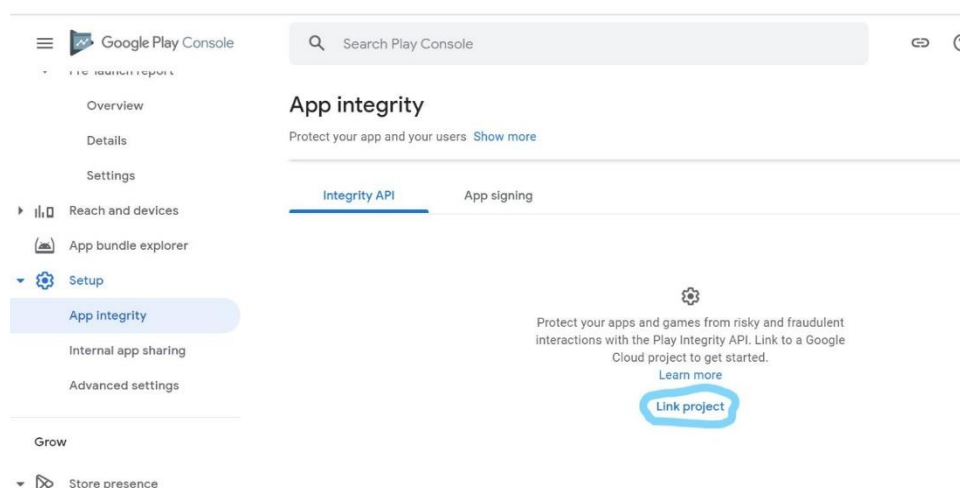 Google Play Console
Search Play Console
Pre-launch report
Overview
Details
Settings
Reach and devices
App bundle explorer
Setup
App integrity
Internal app sharing
Advanced settings
Grow
Store presence
App integrity
Protect your app and your users Show more
Integrity API
App signing
Protect your apps and games from risky and fraudulent
interactions with the Play Integrity API. Link to a Google
Cloud project to get started.
Learn more
Link project